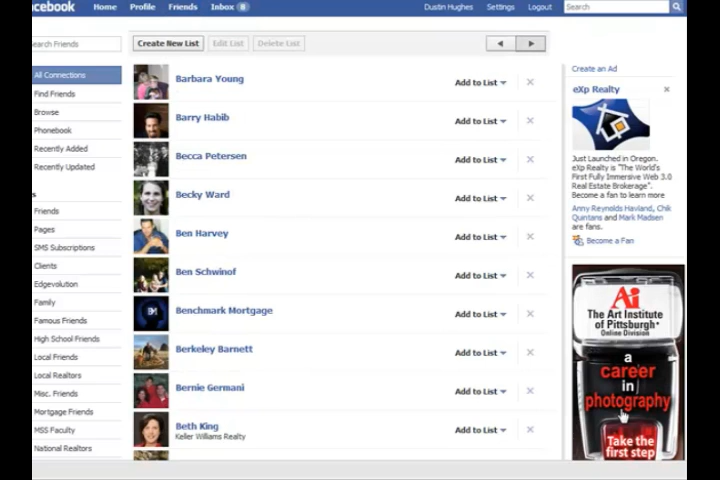 acebook
Home
Profile
Friends
Inbox
Dustin Hughes
Settings
Logout
Search
earch Friends
Create New List
Edit List
Delete List
All Connections
Find Friends
Browse
Phonebook
Recently Added
Recently Updated
s
Friends
Pages
SMS Subscriptions
Clients
Edgevolution
Family
Famous Friends
High School Friends
Local Friends
Local Realtors
Misc. Friends
Mortgage Friends
MSS Faculty
National Realtors
Barbara Young
Add to List
Barry Habib
Add to List
Becca Petersen
Add to List
Becky Ward
Add to List
Ben Harvey
Add to List
Ben Schwinof
Add to List
Benchmark Mortgage
Add to List
Berkeley Barnett
Add to List
Bernie Germani
Add to List
Beth King
Keller Williams Realty
Add to List
Create an Ad
eXp Realty
Just Launched in Oregon.
eXp Realty is "The World's
First Fully Immersive Web 3.0
Real Estate Brokerage".
Become a fan to learn more
Anny Reynolds Haviland, Chik
Quintans and Mark Madsen
are fans.
Become a Fan
Ai
The Art Institute
of Pittsburgh
Online Division
a
career
in
photography
Take the
first step